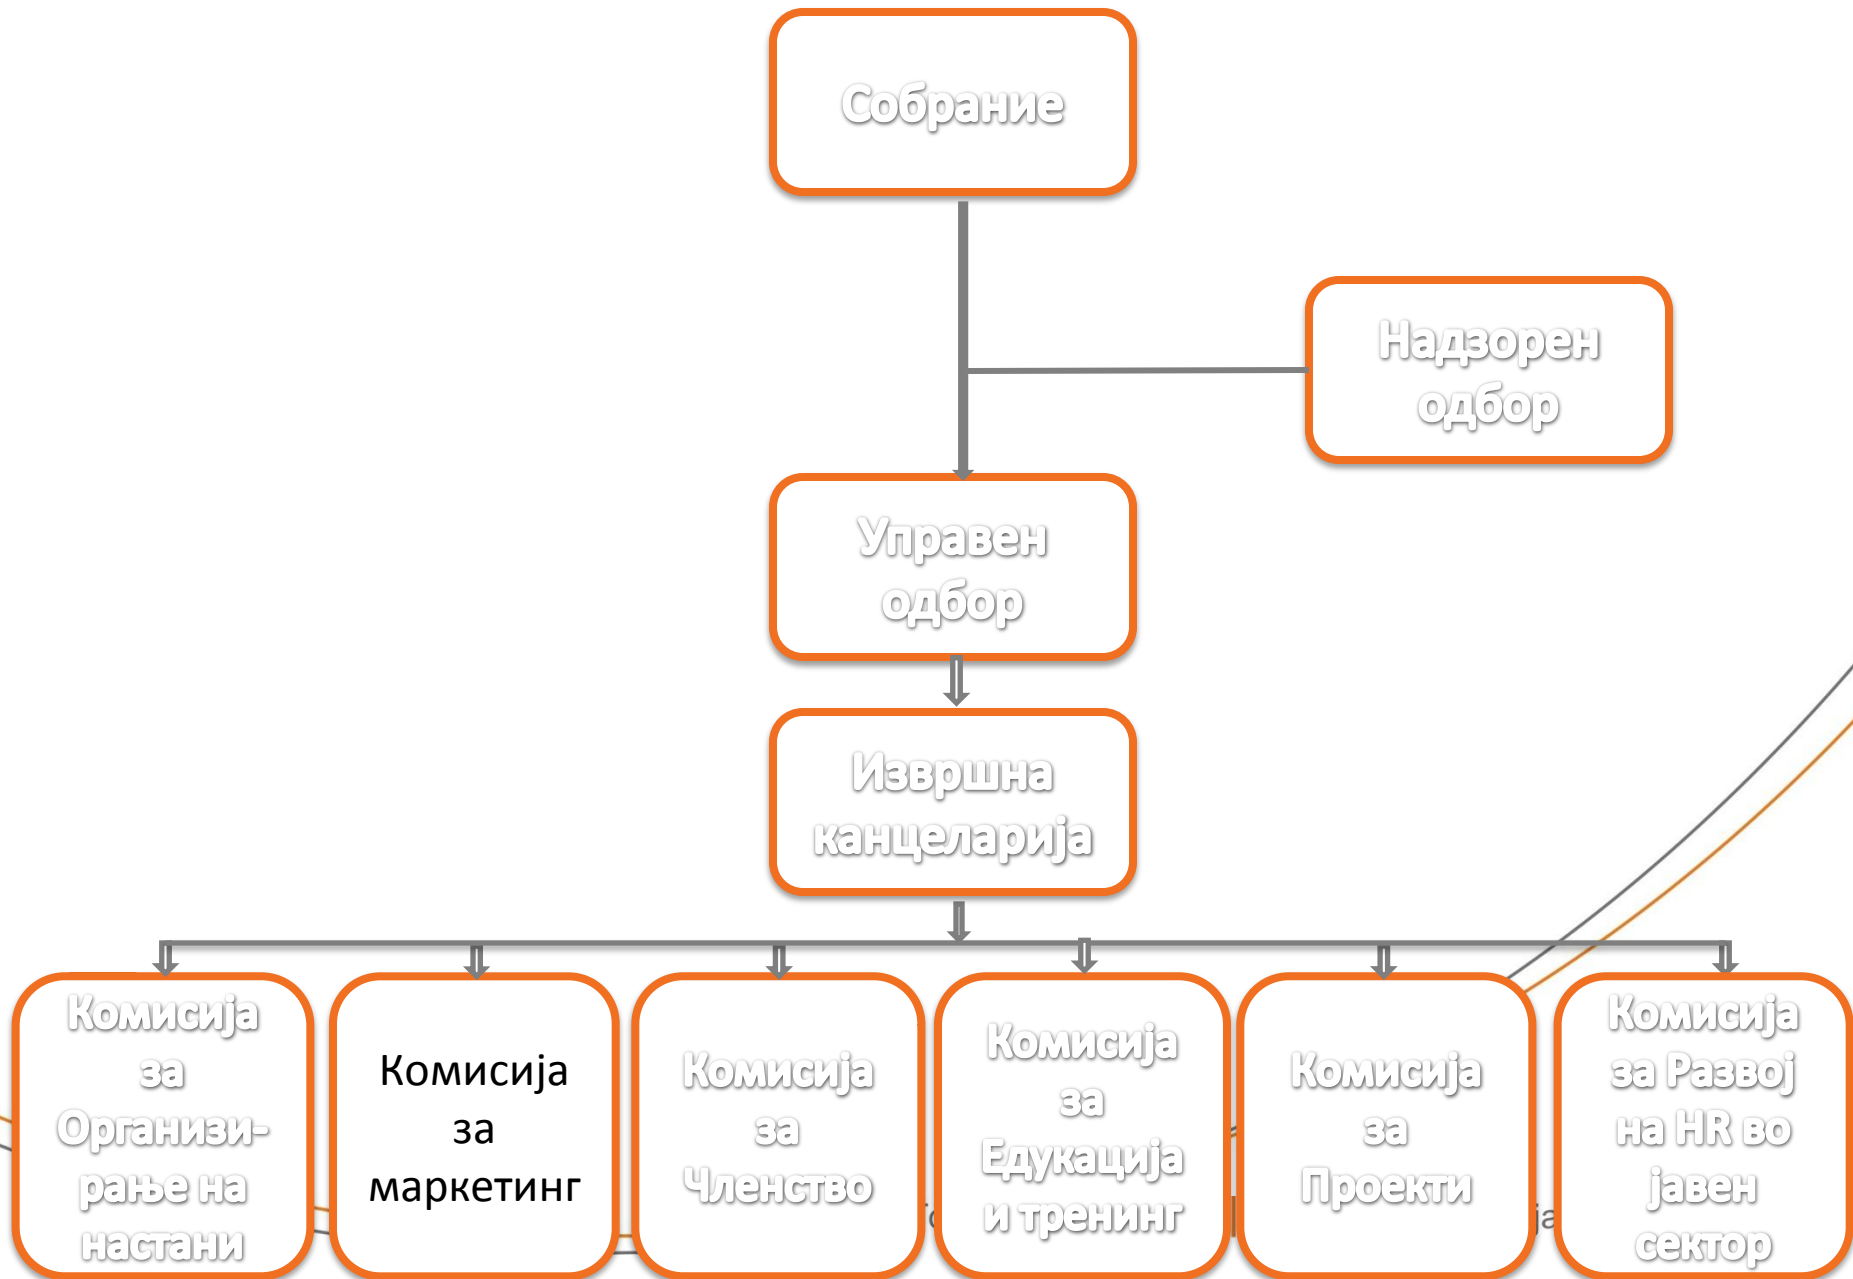 Собрание
Надзорен
одбор
Управен
одбор
Извршна
канцеларија
Комисија
за
Организи-
рање на
настани
Комисија
за
маркетинг
Комисија
за
Членство
Комисија
за
Едукација
и тренинг
Комисија
за
Проекти
Комисија
за Развој
на HR во
јавен
сектор